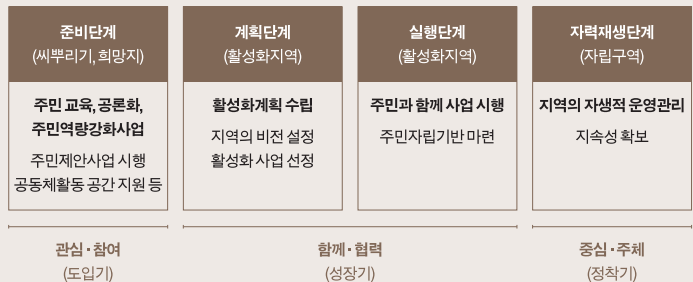 준비단계
(씨뿌리기, 희망지)
주민 교육, 공론화,
주민역량강화사업
주민제안사업 시행
공동체활동 공간 지원 등
계획단계
(활성화지역)
활성화계획 수립
지역의 비전 설정
활성화 사업 선정
실행단계
(활성화지역)
주민과 함께 사업 시행
주민자립기반 마련
자력재생단계
(자립구역)
지역의 자생적 운영관리
지속성 확보
관심·참여
(도입기)
함께·협력
(성장기)
중심·주체
(정착기)